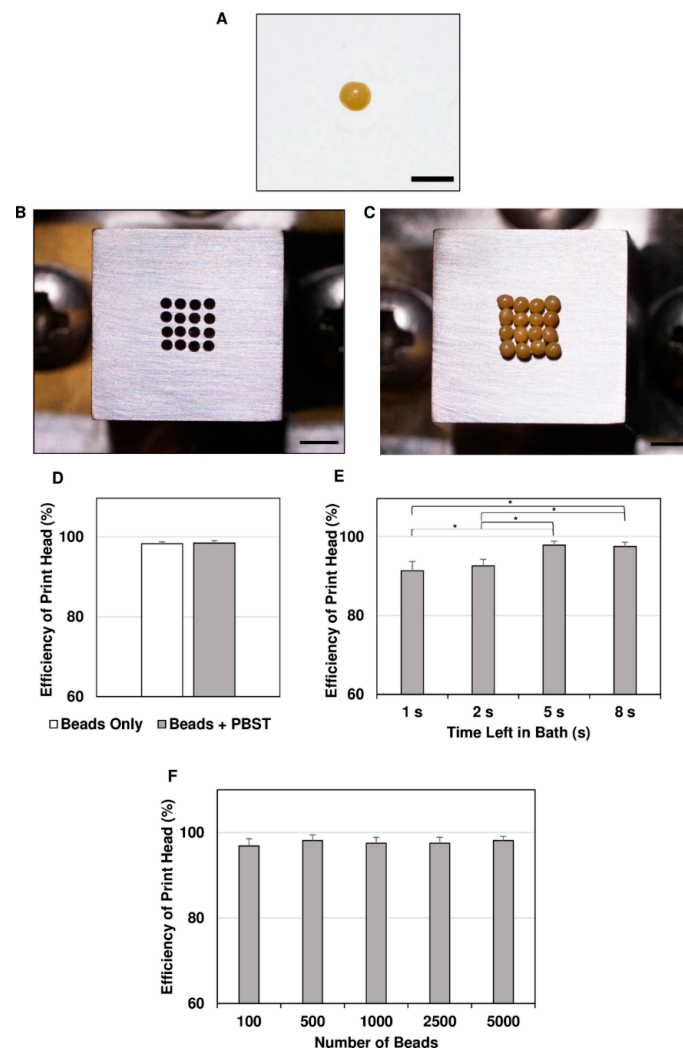 A
B
C
D
Efficiency of Print Head (%)
100
80
60
Beads Only
Beads + PBST
E
Efficiency of Print Head (%)
100
80
60
*
*
*
*
1 s
2 s
5 s
8 s
Time Left in Bath (s)
F
Efficiency of Print Head (%)
100
80
60
100
500
1000
2500
5000
Number of Beads